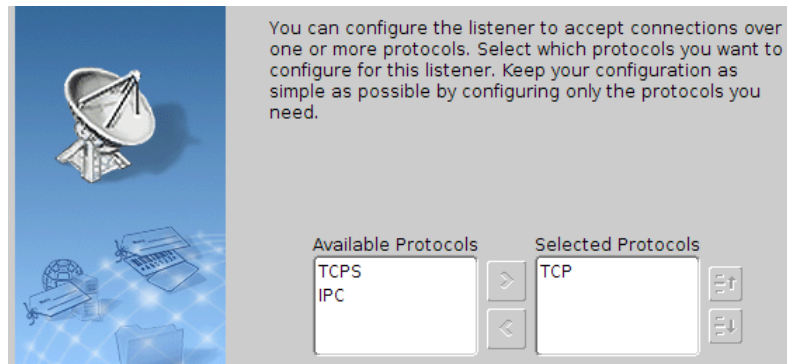 You can configure the listener to accept connections over
one or more protocols. Select which protocols you want to
configure for this listener. Keep your configuration as
simple as possible by configuring only the protocols you
need.
Available Protocols
Selected Protocols
TCPS
IPC
TCP